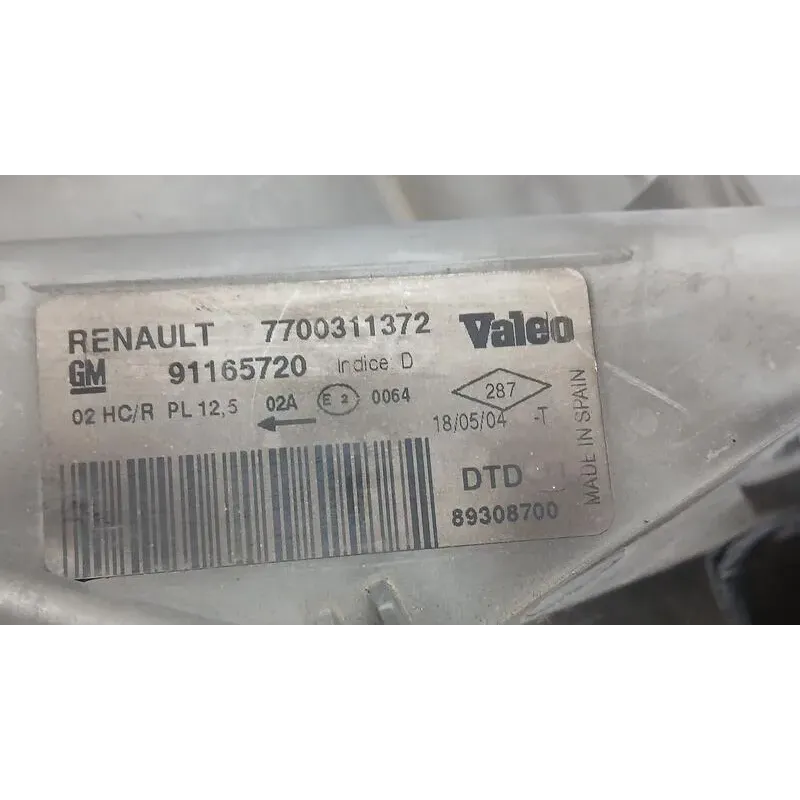 RENAULT 7700311372 Valeo
GM 91165720 Indice D
02 HC/R PL 12,5 02A E 2 0064 287
18/05/04 -T
DTD
89308700
MADE IN SPAIN